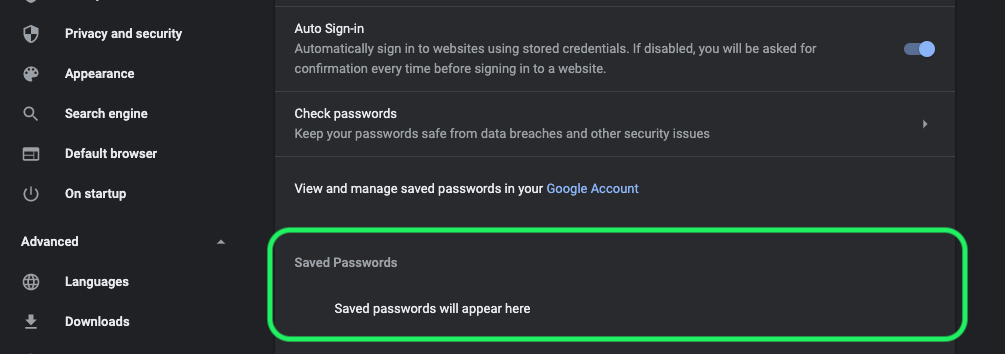 Privacy and security
Appearance
Search engine
Default browser
On startup
Advanced
Languages
Downloads
Auto Sign-in
Automatically sign in to websites using stored credentials. If disabled, you will be asked for
confirmation every time before signing in to a website.
Check passwords
Keep your passwords safe from data breaches and other security issues
View and manage saved passwords in your Google Account
Saved Passwords
Saved passwords will appear here